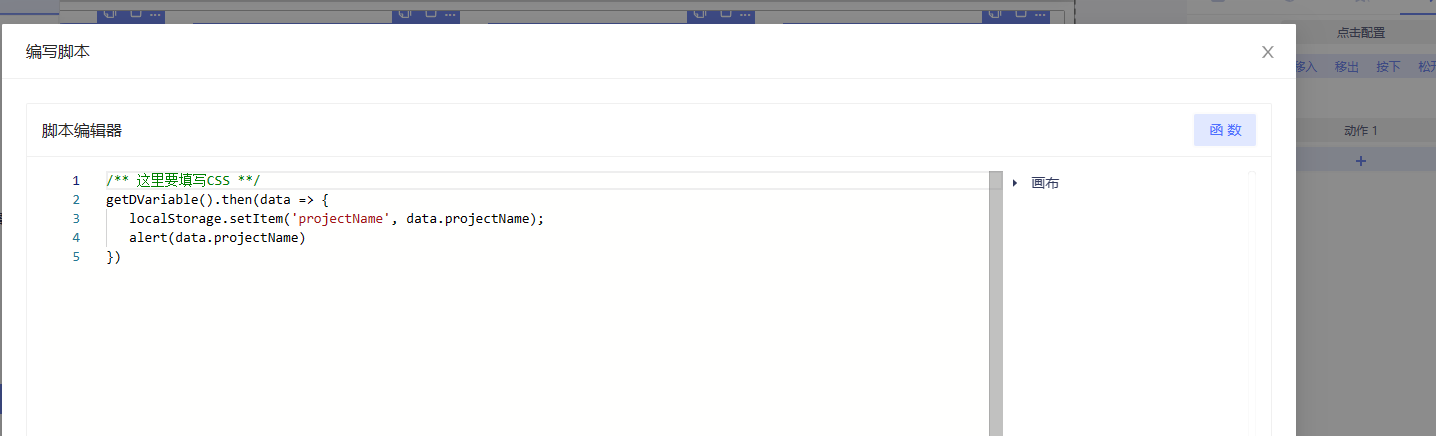 点击配置
移入 移出 按下
动作 1
+
编写脚本
X
脚本编辑器
函 数
1 /** 这里要填写CSS **/
2 getDVariable().then(data => {
3 localStorage.setItem('projectName', data.projectName);
4 alert(data.projectName)
5 })
画布